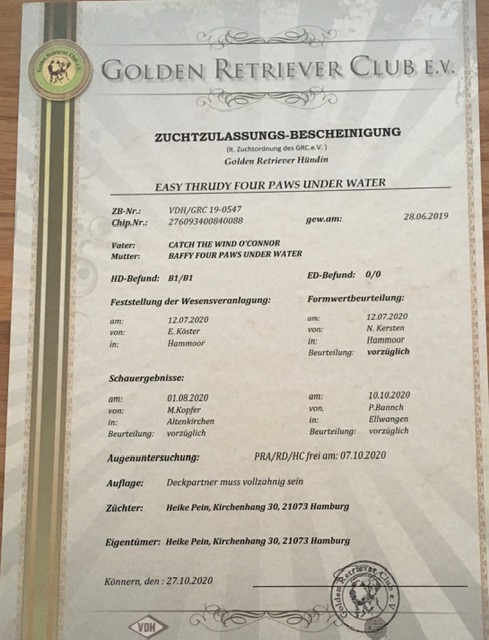 GOLDEN RETRIEVER CLUB E.V.
ZUCHTZULASSUNGS-BESCHEINIGUNG
(lt. Zuchtordnung des GRC e.V. )
Golden Retriever Hündin
EASY THRUDY FOUR PAWS UNDER WATER
ZB-Nr.: VDH/GRC 19-0547
Chip.Nr.: 276093400840088 gew.am: 28.06.2019
Vater: CATCH THE WIND O'CONNOR
Mutter: BAFFY FOUR PAWS UNDER WATER
HD-Befund: B1/B1 ED-Befund: 0/0
Feststellung der Wesensveranlagung: Formwertbeurteilung:
am: 12.07.2020 am: 12.07.2020
von: E. Köster von: N. Kersten
in: Hammoor in: Hammoor
Beurteilung: vorzüglich
Schauergebnisse:
am: 01.08.2020 am: 10.10.2020
von: M.Kopfer von. P.Bannch
in: Altenkirchen in: Ellwangen
Beurteilung: vorzüglich Beurteilung: vorzüglich
Augenuntersuchung: PRA/RD/HC frei am: 07.10.2020
Auflage: Deckpartner muss vollzahnig sein
Züchter: Heike Pein, Kirchenhang 30, 21073 Hamburg
Eigentümer: Heike Pein, Kirchenhang 30, 21073 Hamburg
Könnern, den : 27.10.2020
Golden Retriever Club e.V.
VDH